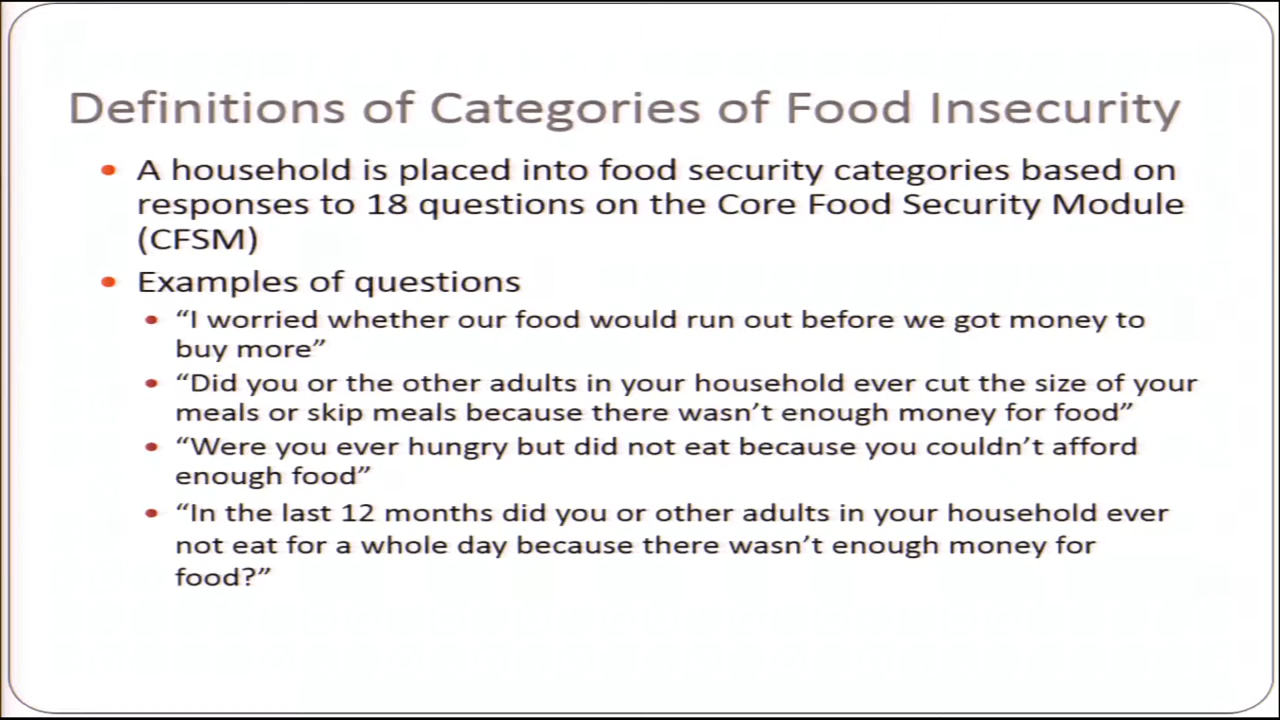 Definitions of Categories of Food Insecurity
• A household is placed into food security categories based on
responses to 18 questions on the Core Food Security Module
(CFSM)
• Examples of questions
• “I worried whether our food would run out before we got money to
buy more”
• “Did you or the other adults in your household ever cut the size of your
meals or skip meals because there wasn’t enough money for food”
• “Were you ever hungry but did not eat because you couldn’t afford
enough food”
• “In the last 12 months did you or other adults in your household ever
not eat for a whole day because there wasn’t enough money for
food?”